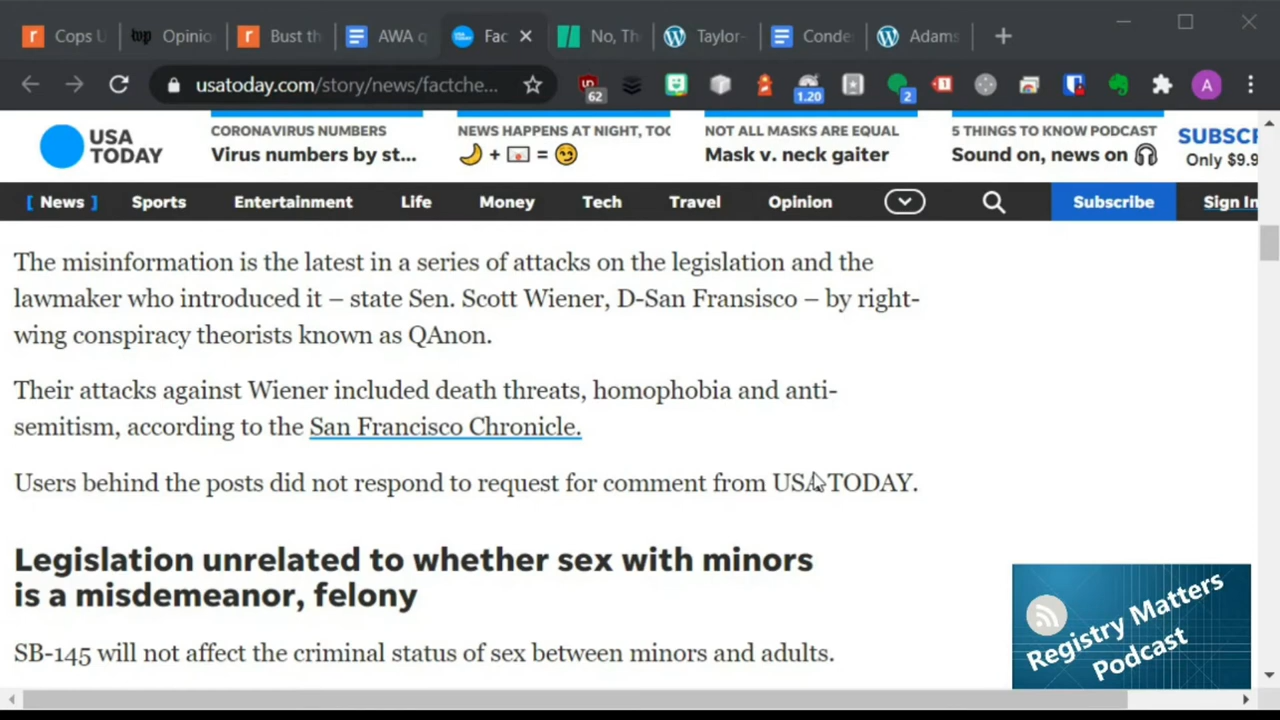 Cops U
wp
Opinio
Bust th
AWA q
Fac
No, Th
Taylor-
Conde
Adams
usatoday.com/story/news/factche...
62
1.20
2
1
A
USA
TODAY
CORONAVIRUS NUMBERS
Virus numbers by st...
NEWS HAPPENS AT NIGHT, TOO
NOT ALL MASKS ARE EQUAL
Mask v. neck gaiter
5 THINGS TO KNOW PODCAST
Sound on, news on
SUBSCR
Only $9.9
[ News ]
Sports
Entertainment
Life
Money
Tech
Travel
Opinion
Subscribe
Sign In
The misinformation is the latest in a series of attacks on the legislation and the
lawmaker who introduced it – state Sen. Scott Wiener, D-San Fransisco – by right-
wing conspiracy theorists known as QAnon.
Their attacks against Wiener included death threats, homophobia and anti-
semitism, according to the San Francisco Chronicle.
Users behind the posts did not respond to request for comment from USA TODAY.
Legislation unrelated to whether sex with minors
is a misdemeanor, felony
SB-145 will not affect the criminal status of sex between minors and adults.
Registry Matters
Podcast